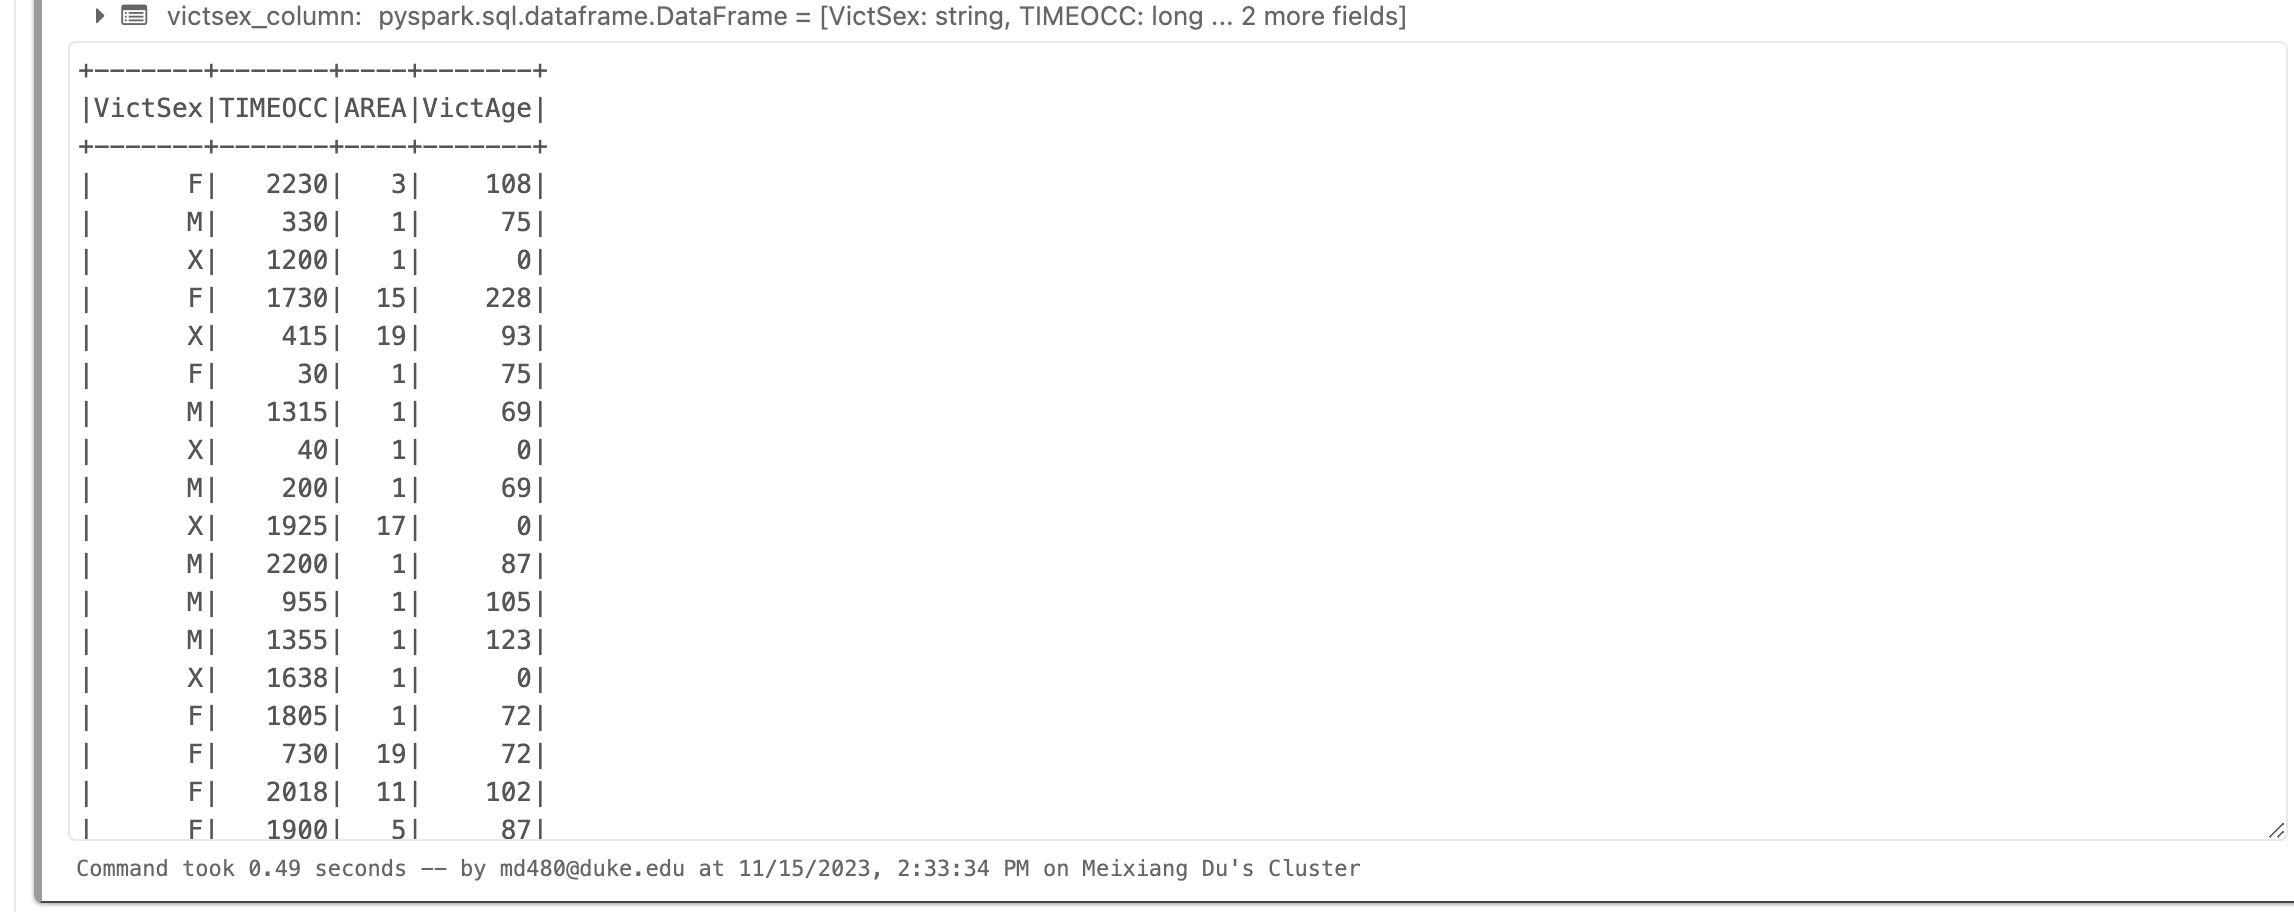 victsex_column: pyspark.sql.dataframe.DataFrame = [VictSex: string, TIMEOCC: long ... 2 more fields]
+-------+-------+----+-------+
|VictSex|TIMEOCC|AREA|VictAge|
+-------+-------+----+-------+
|      F|   2230|   3|    108|
|      M|    330|   1|     75|
|      X|   1200|   1|      0|
|      F|   1730|  15|    228|
|      X|    415|  19|     93|
|      F|     30|   1|     75|
|      M|   1315|   1|     69|
|      X|     40|   1|      0|
|      M|    200|   1|     69|
|      X|   1925|  17|      0|
|      M|   2200|   1|     87|
|      M|    955|   1|    105|
|      M|   1355|   1|    123|
|      X|   1638|   1|      0|
|      F|   1805|   1|     72|
|      F|    730|  19|     72|
|      F|   2018|  11|    102|
|      F|   1900|   5|     87|
Command took 0.49 seconds -- by md480@duke.edu at 11/15/2023, 2:33:34 PM on Meixiang Du's Cluster